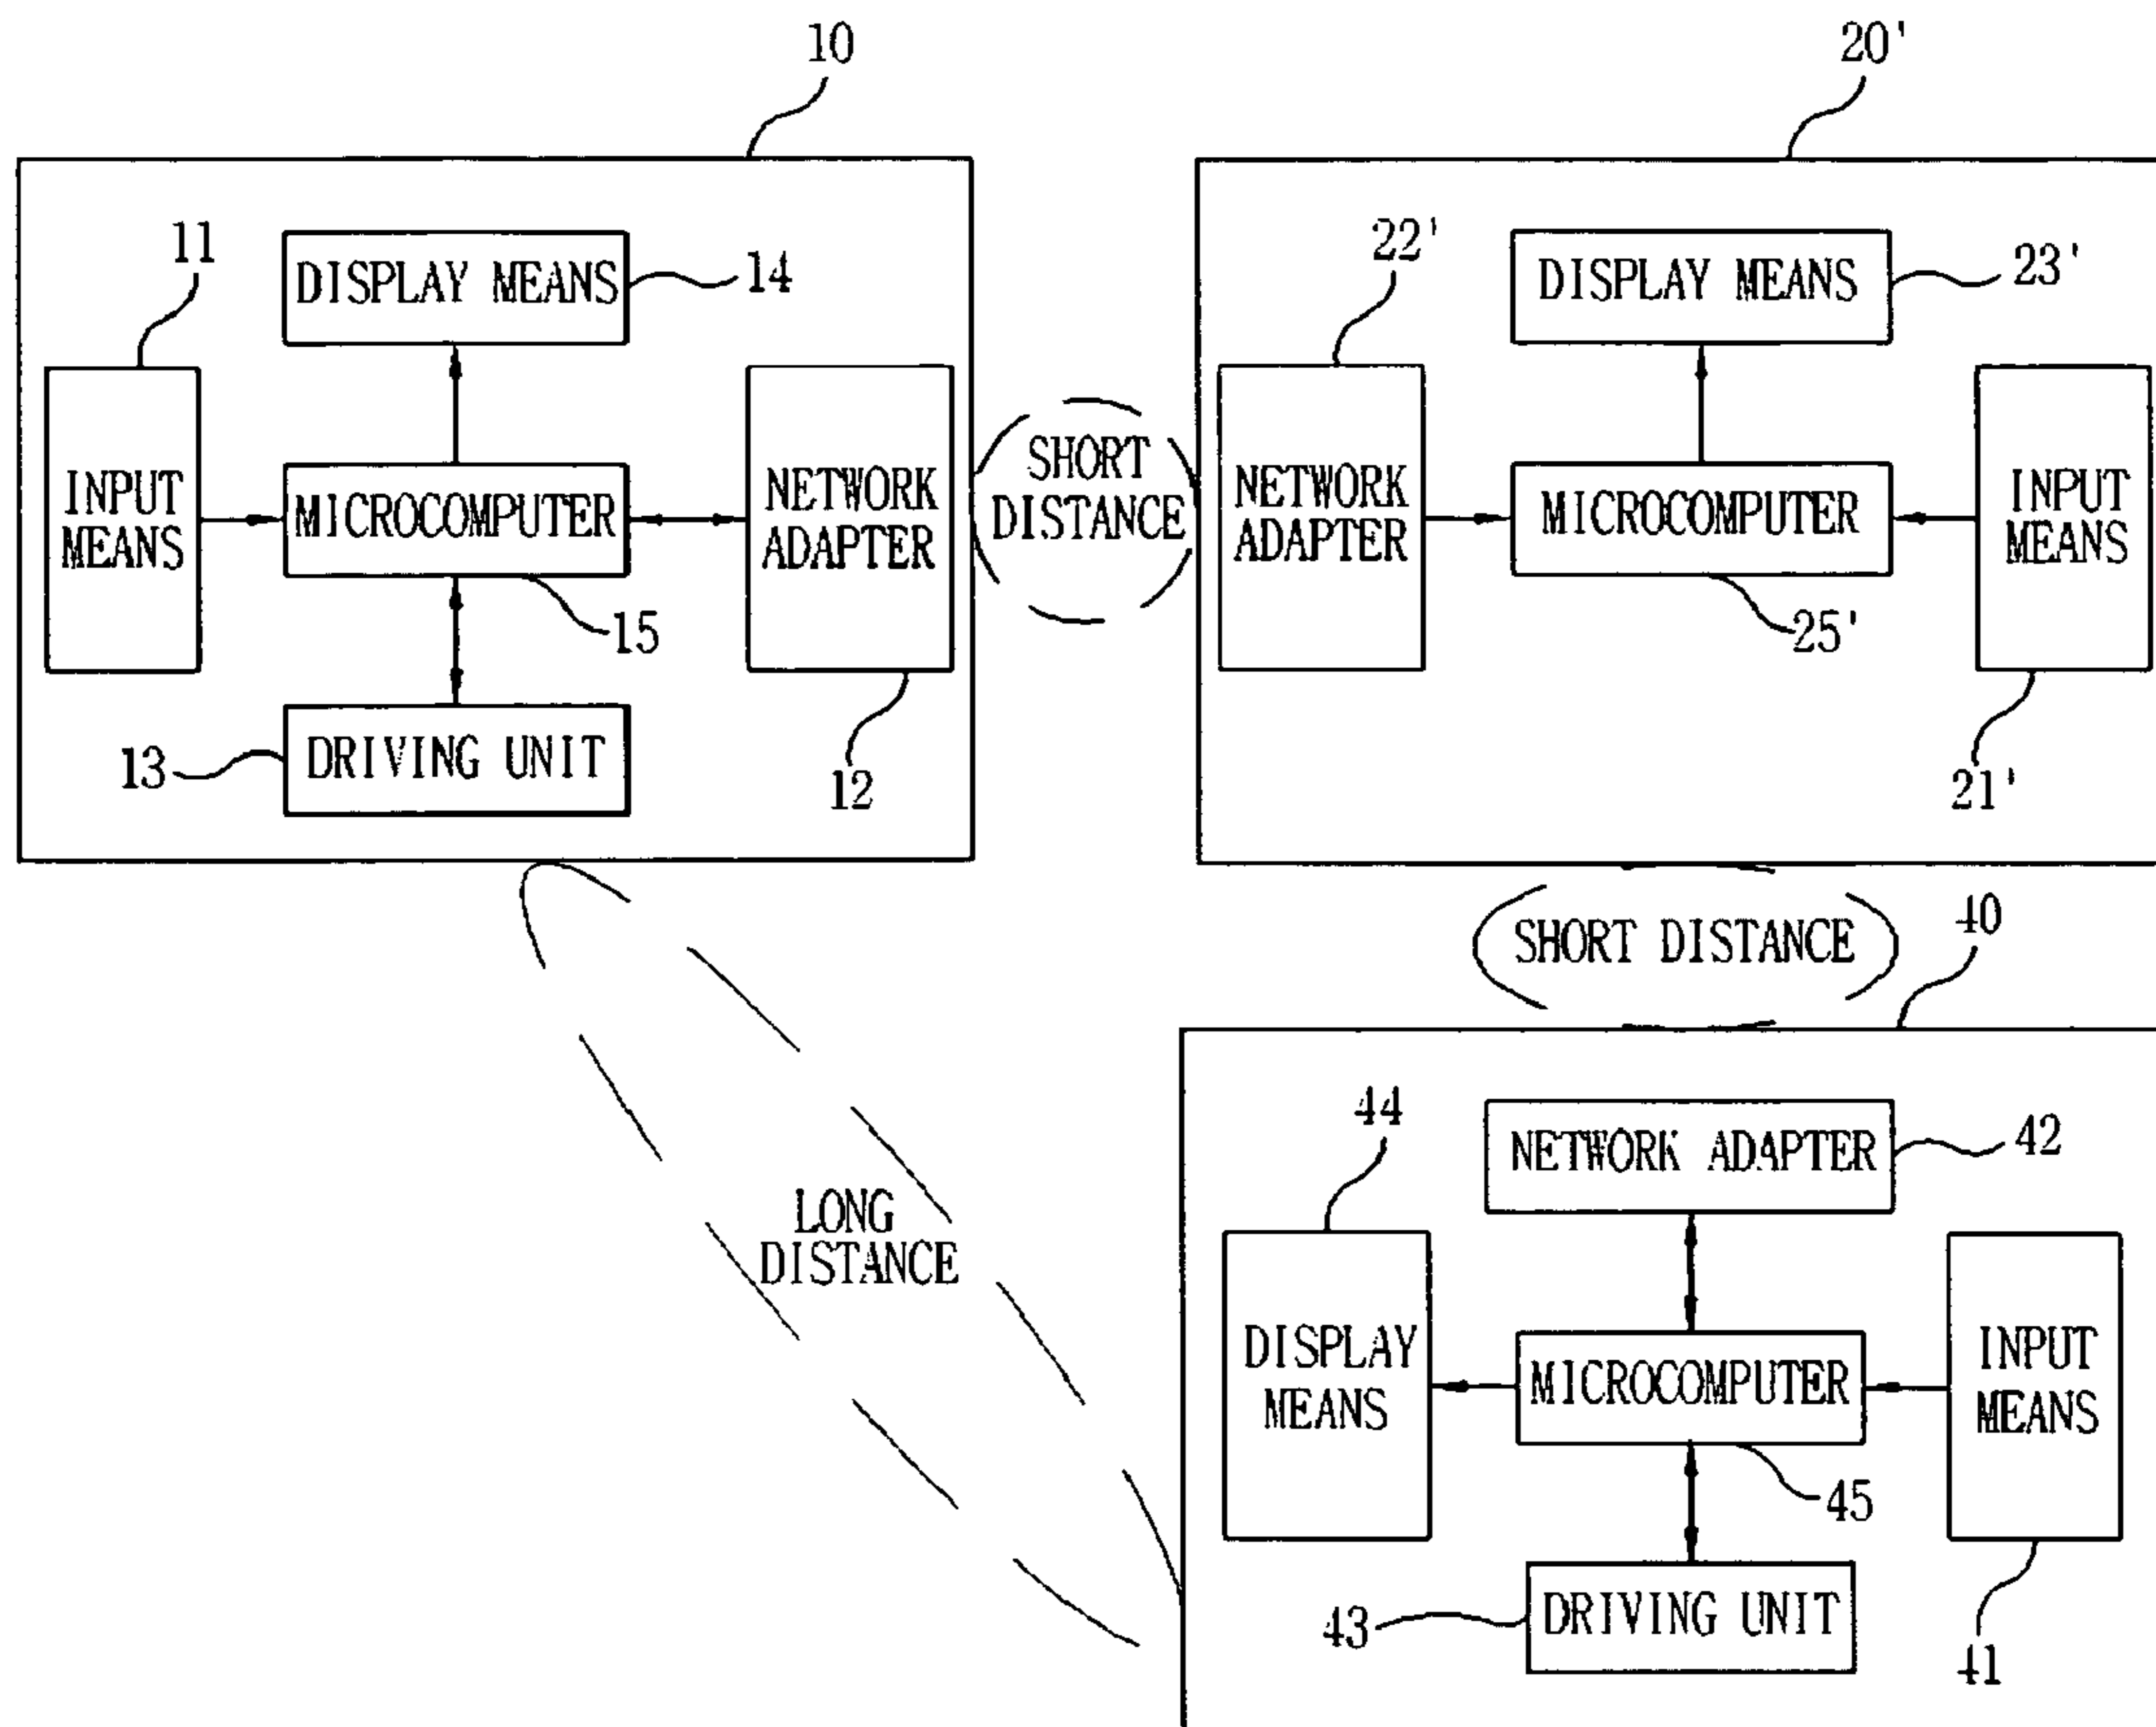 10
20'
11
DISPLAY MEANS
14
INPUT
MEANS
MICROCOMPUTER
15
NETWORK
ADAPTER
13
DRIVING UNIT
12
SHORT
DISTANCE
22'
DISPLAY MEANS
23'
NETWORK
ADAPTER
MICROCOMPUTER
25'
INPUT
MEANS
21'
SHORT DISTANCE
40
LONG
DISTANCE
44
NETWORK ADAPTER
42
DISPLAY
MEANS
MICROCOMPUTER
45
INPUT
MEANS
43
DRIVING UNIT
41